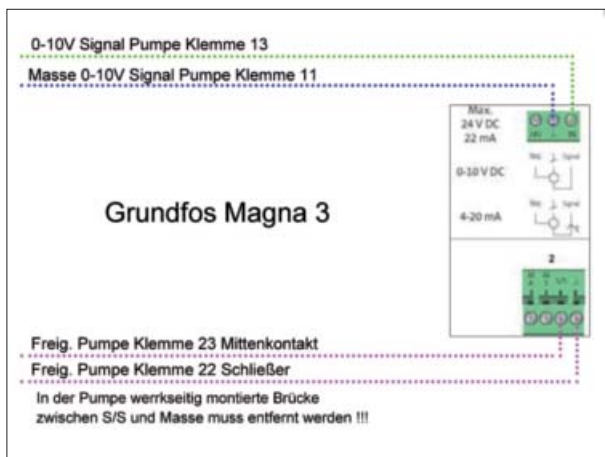 0-10V Signal Pumpe Klemme 13
Masse 0-10V Signal Pumpe Klemme 11
Max.
24 V DC
22 mA
0-10 V DC
Signal
Grundfos Magna 3
4-20 mA
Signal
2
S/S
Freig. Pumpe Klemme 23 Mittenkontakt
Freig. Pumpe Klemme 22 Schließer
In der Pumpe werrkseitig montierte Brücke
zwischen S/S und Masse muss entfernt werden !!!